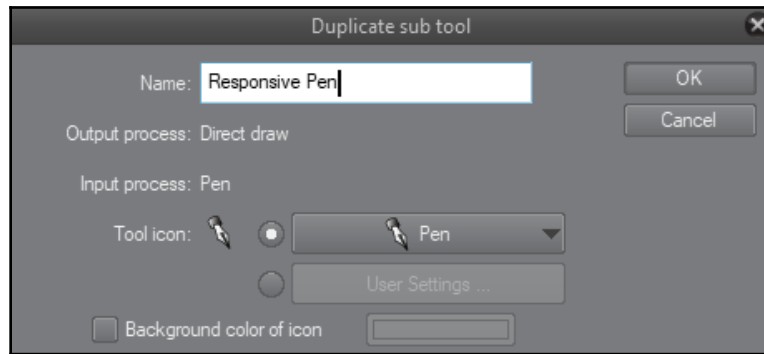 Duplicate sub tool
Name: Responsive Pen
OK
Output process: Direct draw
Cancel
Input process: Pen
Tool icon: Pen
User Settings ...
Background color of icon